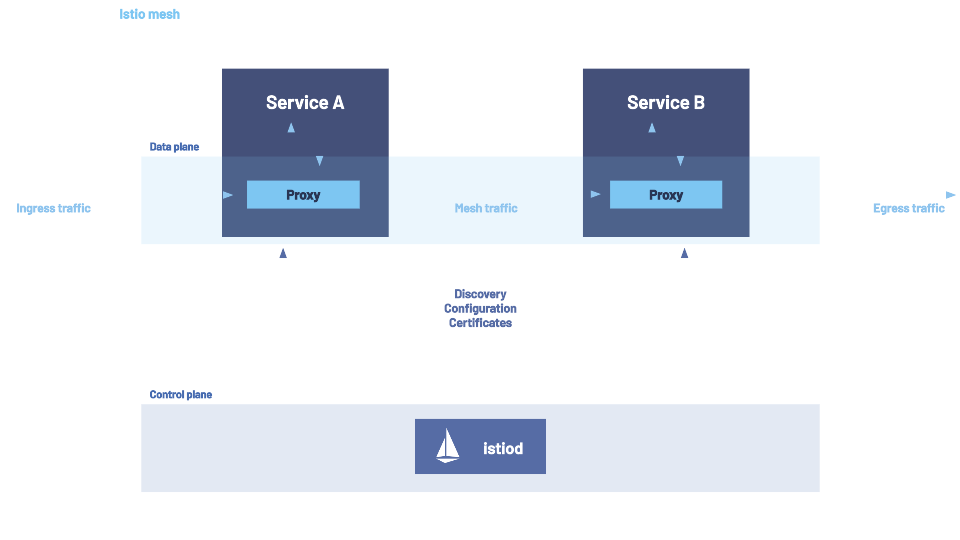 Istio mesh
Service A
Service B
Data plane
Proxy
Proxy
Ingress traffic
Mesh traffic
Egress traffic
Discovery
Configuration
Certificates
Control plane
istiod